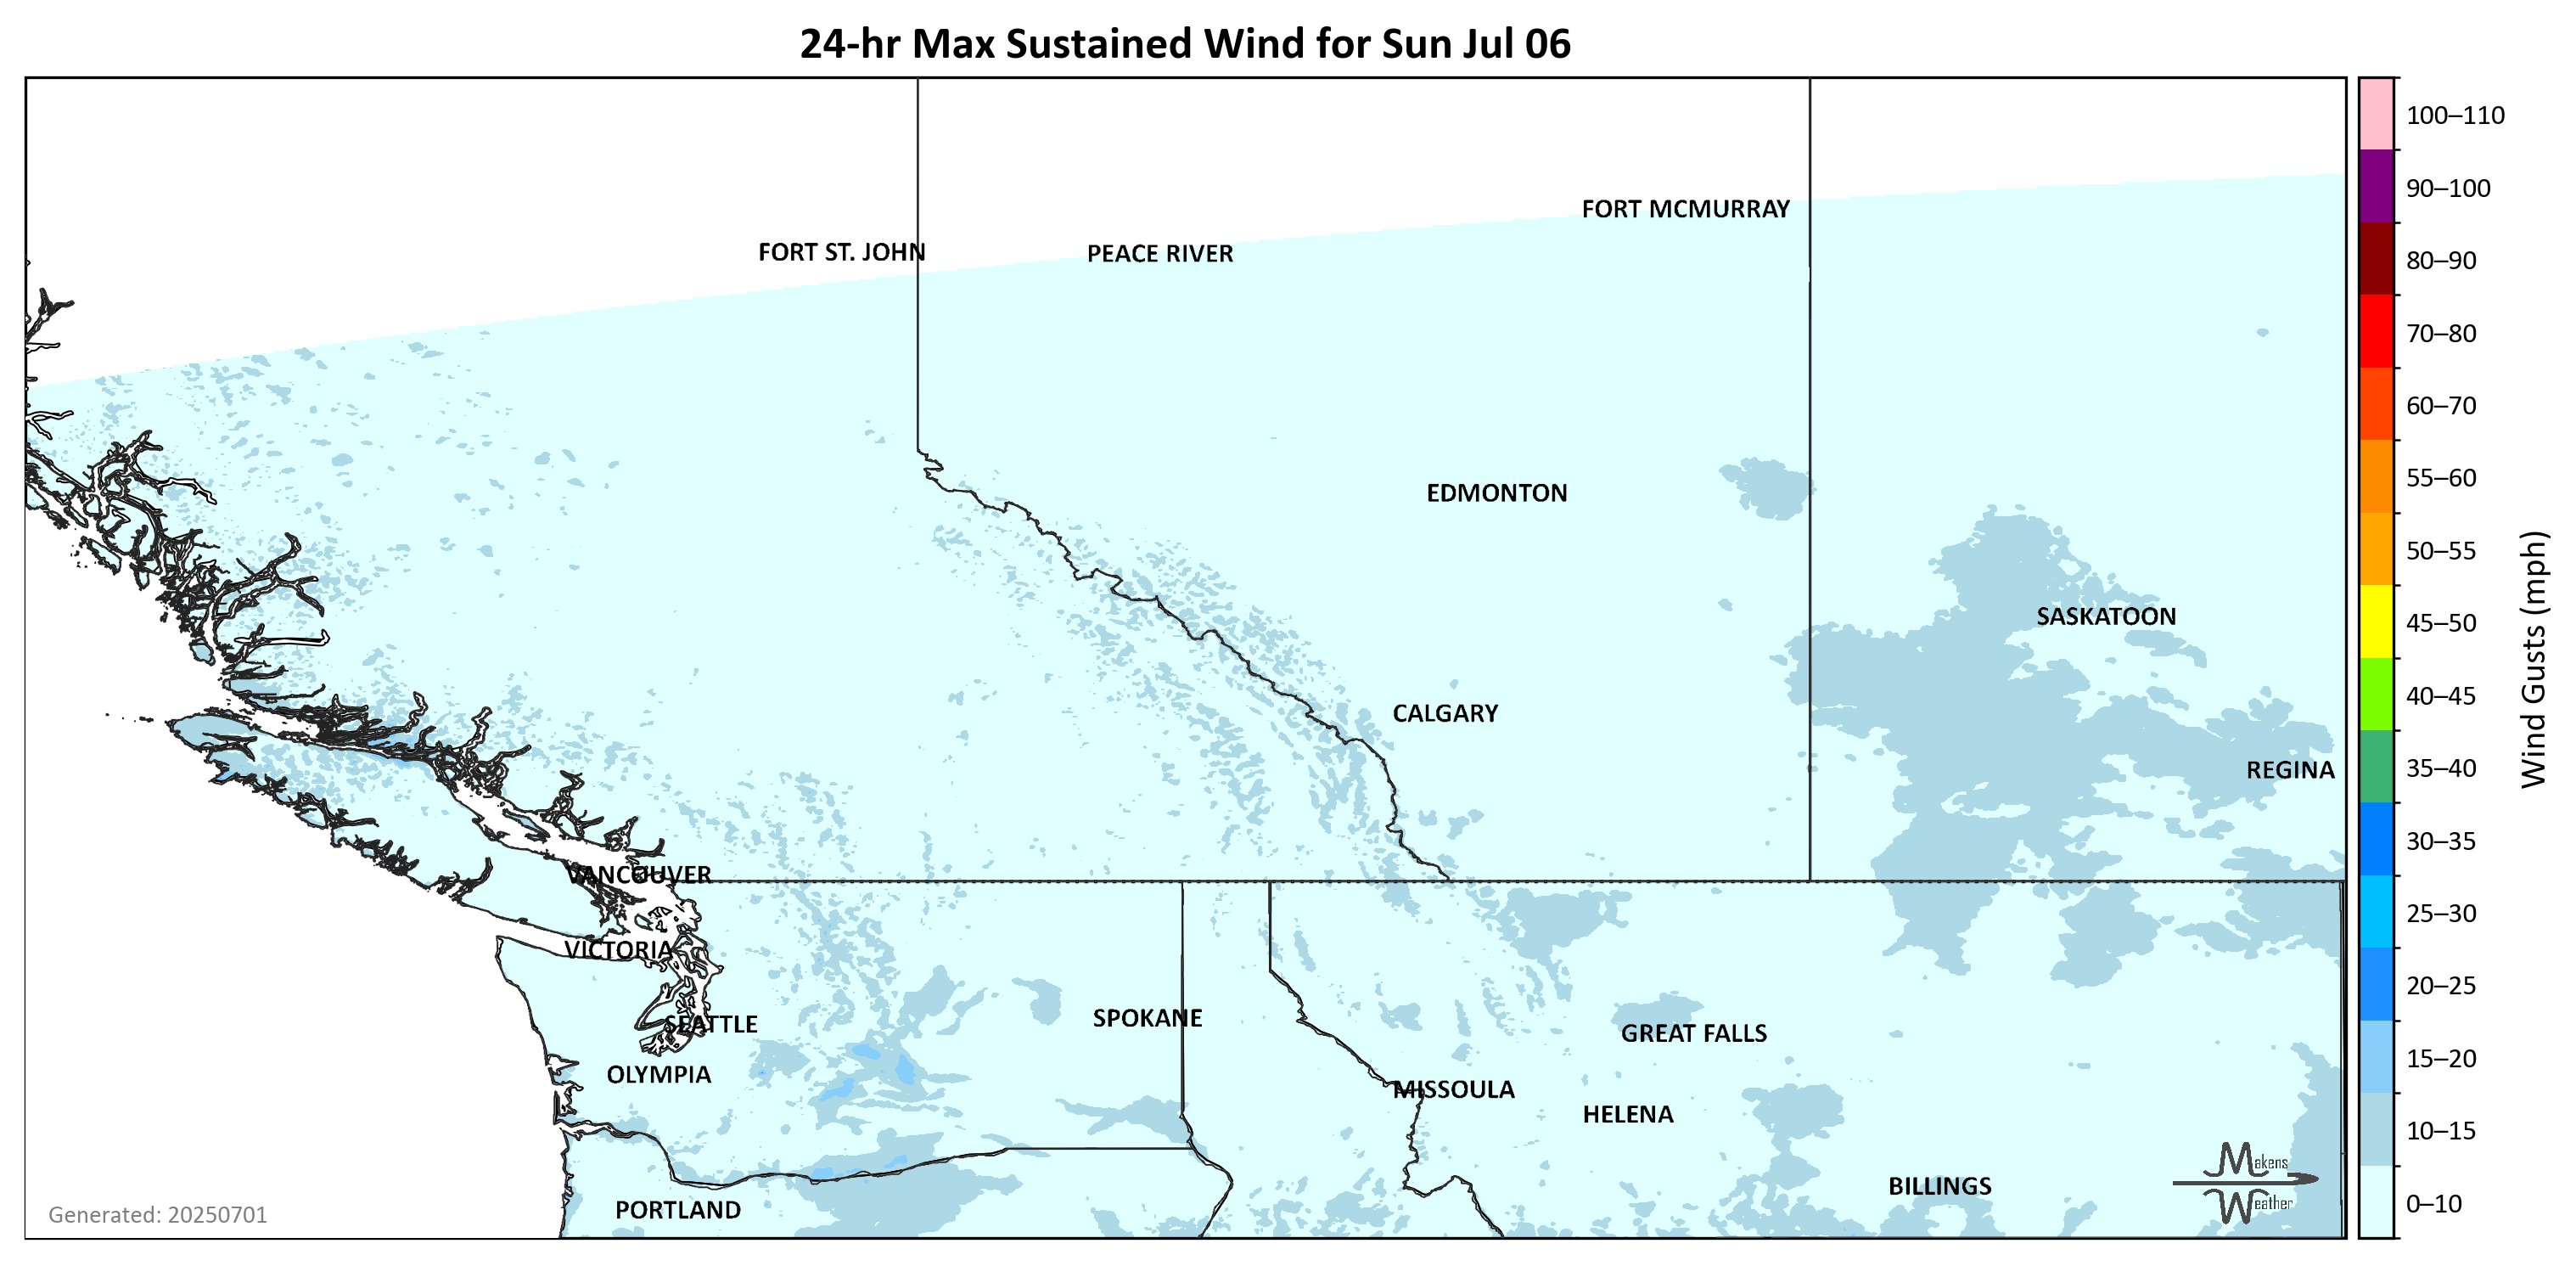 24-hr Max Sustained Wind for Sun Jul 06
100–110
FORT MCMURRAY
90–100
FORT ST. JOHN
PEACE RIVER
80–90
70–80
60–70
EDMONTON
55–60
50–55
SASKATOON
45–50
CALGARY
40–45
REGINA
35–40
Wind Gusts (mph)
VANCOUVER
30–35
VICTORIA
25–30
SEATTLE
SPOKANE
GREAT FALLS
20–25
OLYMPIA
MISSOULA
HELENA
15–20
10–15
Makens
Weather
BILLINGS
PORTLAND
Generated: 20250701
0–10